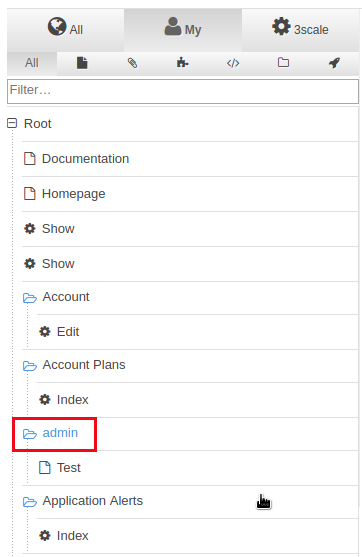 All My 3scale
All
Filter...
Root
Documentation
Homepage
Show
Show
Account
Edit
Account Plans
Index
admin
Test
Application Alerts
Index